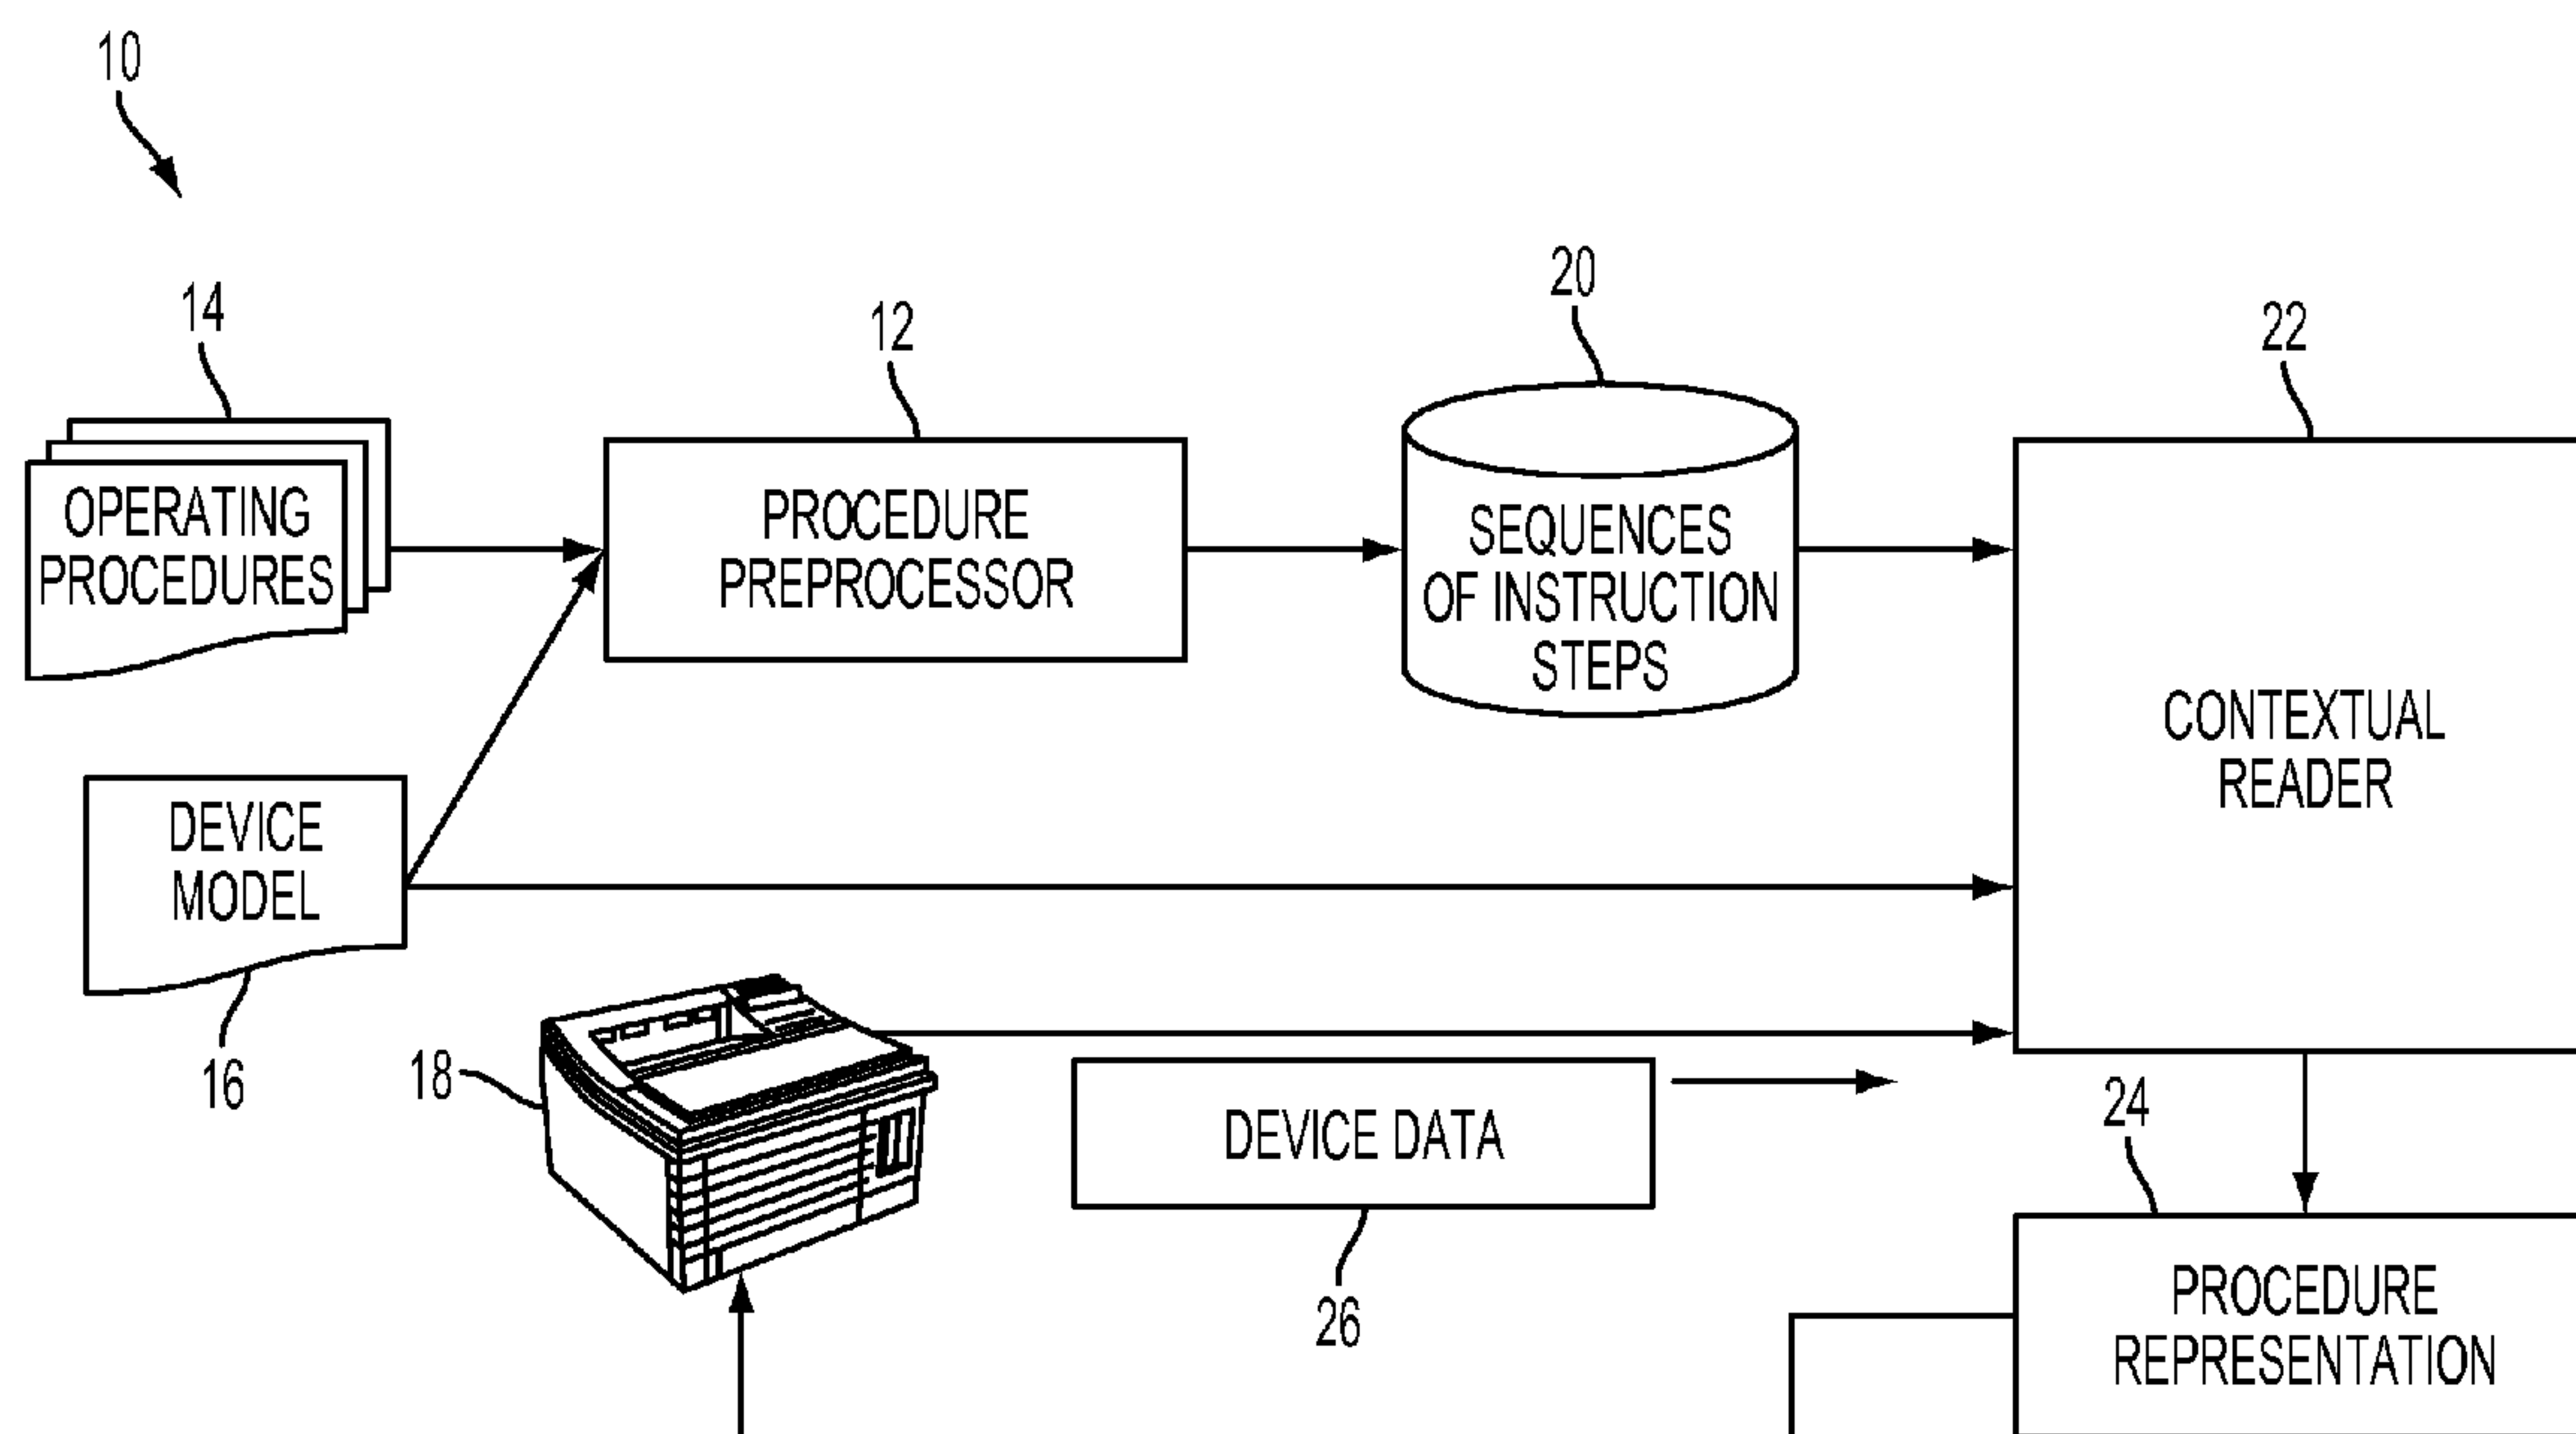 10
14
12
20
22
OPERATING
PROCEDURES
PROCEDURE
PREPROCESSOR
SEQUENCES
OF INSTRUCTION
STEPS
CONTEXTUAL
READER
DEVICE
MODEL
16
18
DEVICE DATA
26
24
PROCEDURE
REPRESENTATION